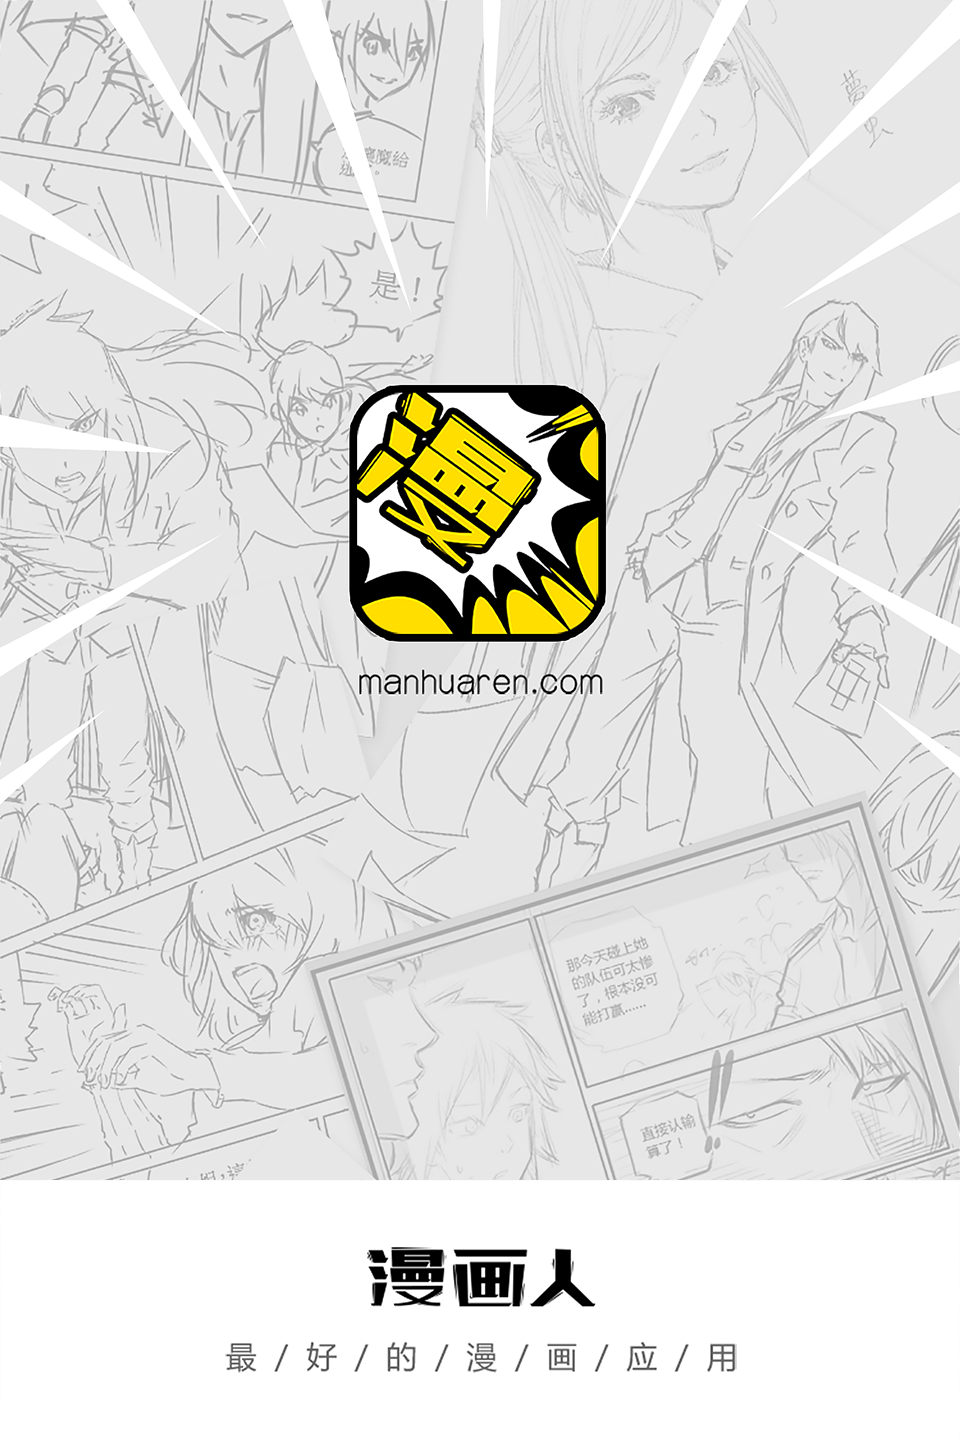 魔給
是！
漫
manhuaren.com
那今天碰上她
的队伍可太惨
了，根本没可
能打赢……
直接认输
算了！
漫画人
最/好/的/漫/画/应/用